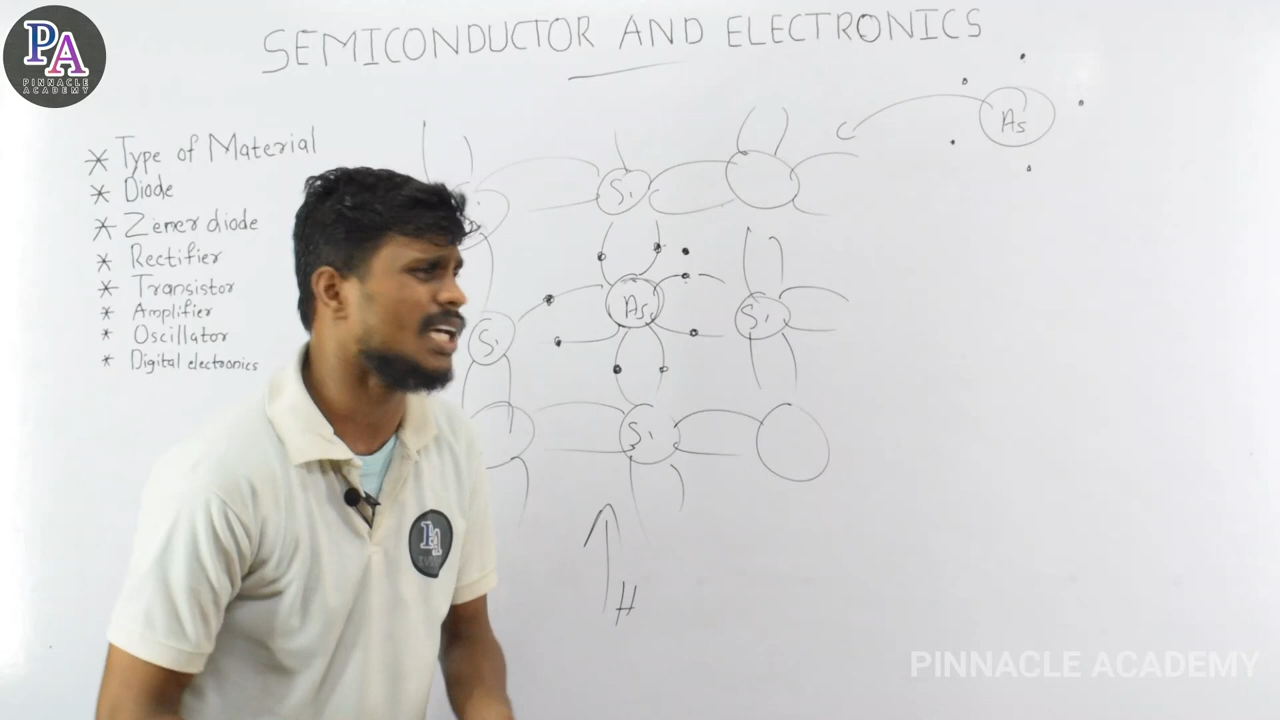 PA
PINNACLE
ACADEMY
SEMICONDUCTOR AND ELECTRONICS
* Type of Material
* Diode
* Zener diode
* Rectifier
* Transistor
* Amplifier
* Oscillator
* Digital electronics
As
Si
As
Si
Si
Si
H
PINNACLE ACADEMY